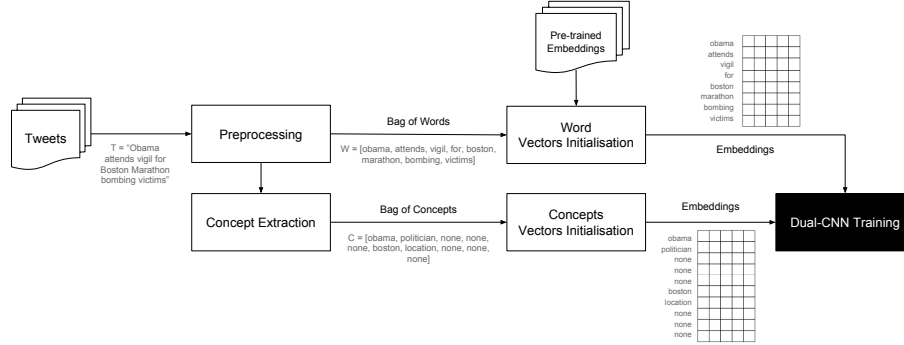 Pre-trained
Embeddings
obama
attends
vigil
for
boston
marathon
bombing
victims
Tweets
T = “Obama
attends vigil for
Boston Marathon
bombing victims”
Preprocessing
Bag of Words
W = [obama, attends, vigil, for, boston,
marathon, bombing, victims]
Word
Vectors Initialisation
Embeddings
Concept Extraction
Bag of Concepts
C = [obama, politician, none, none,
none, boston, location, none, none,
none]
Concepts
Vectors Initialisation
Embeddings
Dual-CNN Training
obama
politician
none
none
none
boston
location
none
none
none